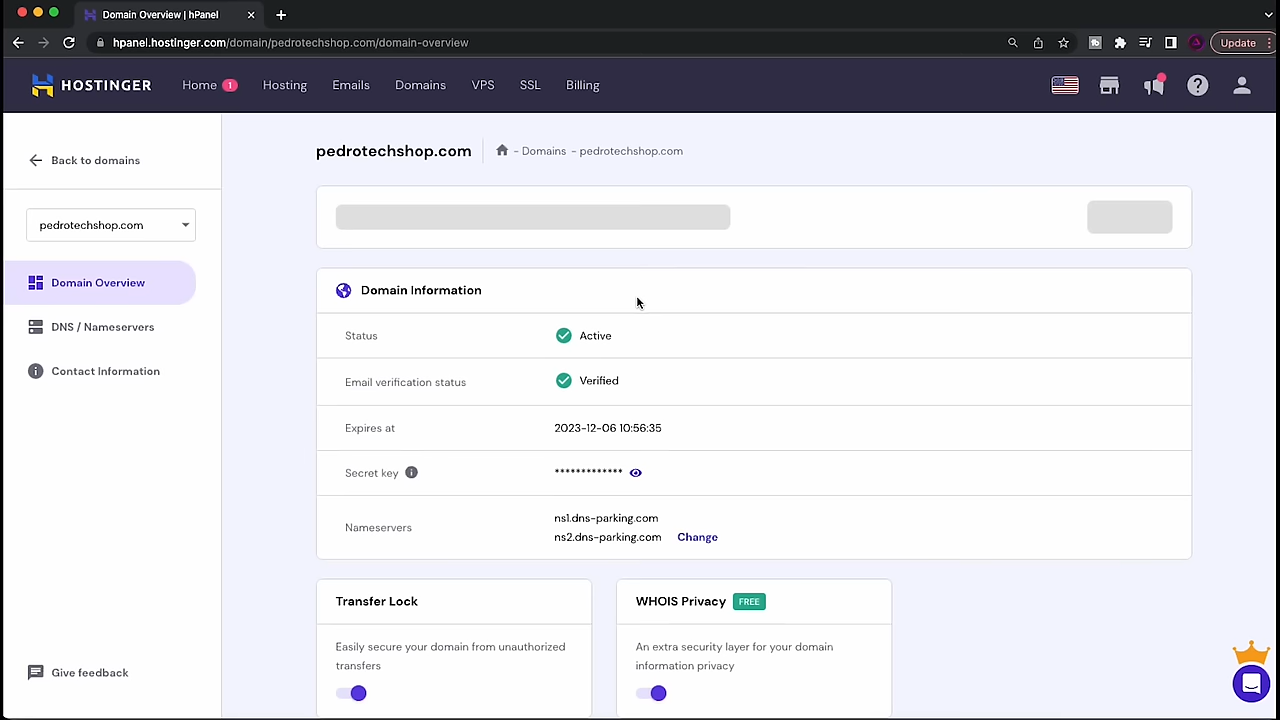 Domain Overview | hPanel
hpanel.hostinger.com/domain/pedrotechshop.com/domain-overview
Update
HOSTINGER
Home 1
Hosting
Emails
Domains
VPS
SSL
Billing
Back to domains
pedrotechshop.com
Domain Overview
DNS / Nameservers
Contact Information
Give feedback
pedrotechshop.com
- Domains - pedrotechshop.com
Domain Information
Status Active
Email verification status Verified
Expires at 2023-12-06 10:56:35
Secret key *************
Nameservers
ns1.dns-parking.com
ns2.dns-parking.com Change
Transfer Lock
Easily secure your domain from unauthorized
transfers
WHOIS Privacy FREE
An extra security layer for your domain
information privacy